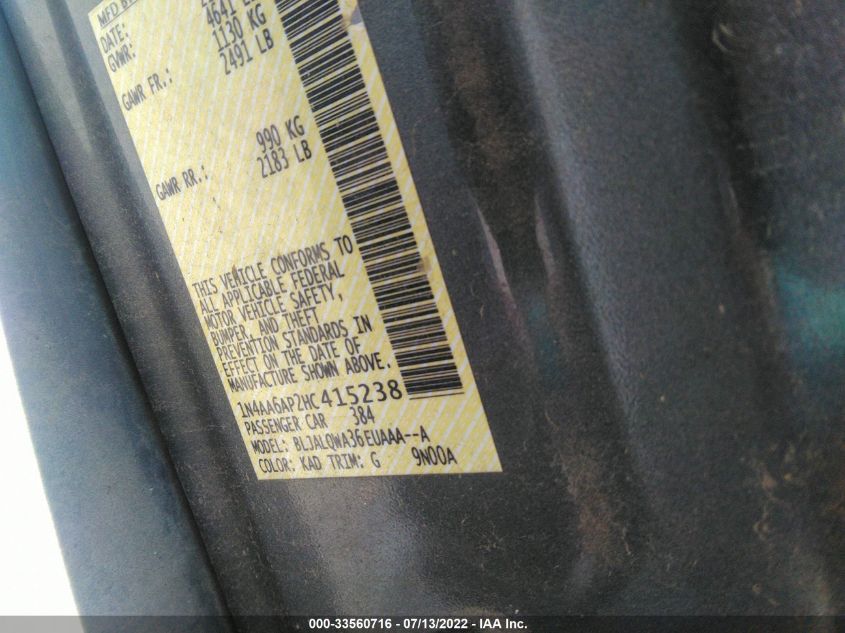 MFD BY
DATE:
GVWR: 4641 L
GAWR FR.: 1130 KG
2491 LB
GAWR RR.: 990 KG
2183 LB
THIS VEHICLE CONFORMS TO
ALL APPLICABLE FEDERAL
MOTOR VEHICLE SAFETY,
BUMPER, AND THEFT
PREVENTION STANDARDS IN
EFFECT ON THE DATE OF
MANUFACTURE SHOWN ABOVE.
1N4AA6AP2HC415238
PASSENGER CAR 384
MODEL: BLJALQWA36EUAAA--A
COLOR: KAD TRIM: G 9N00A
000-33560716 - 07/13/2022 - IAA Inc.